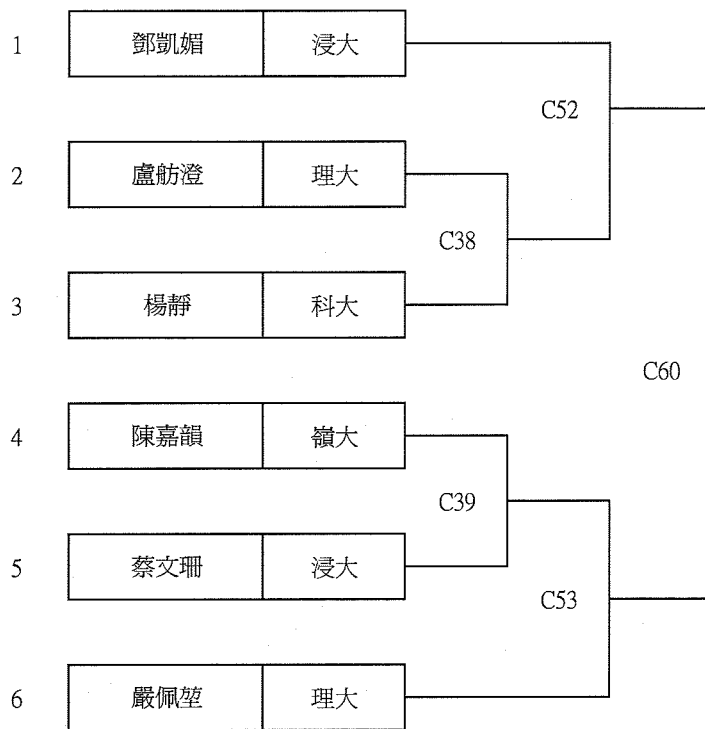 1 鄧凱媚 浸大
C52
2 盧舫澄 理大
C38
3 楊靜 科大
C60
4 陳嘉韻 嶺大
C39
5 蔡文珊 浸大
C53
6 嚴佩堃 理大